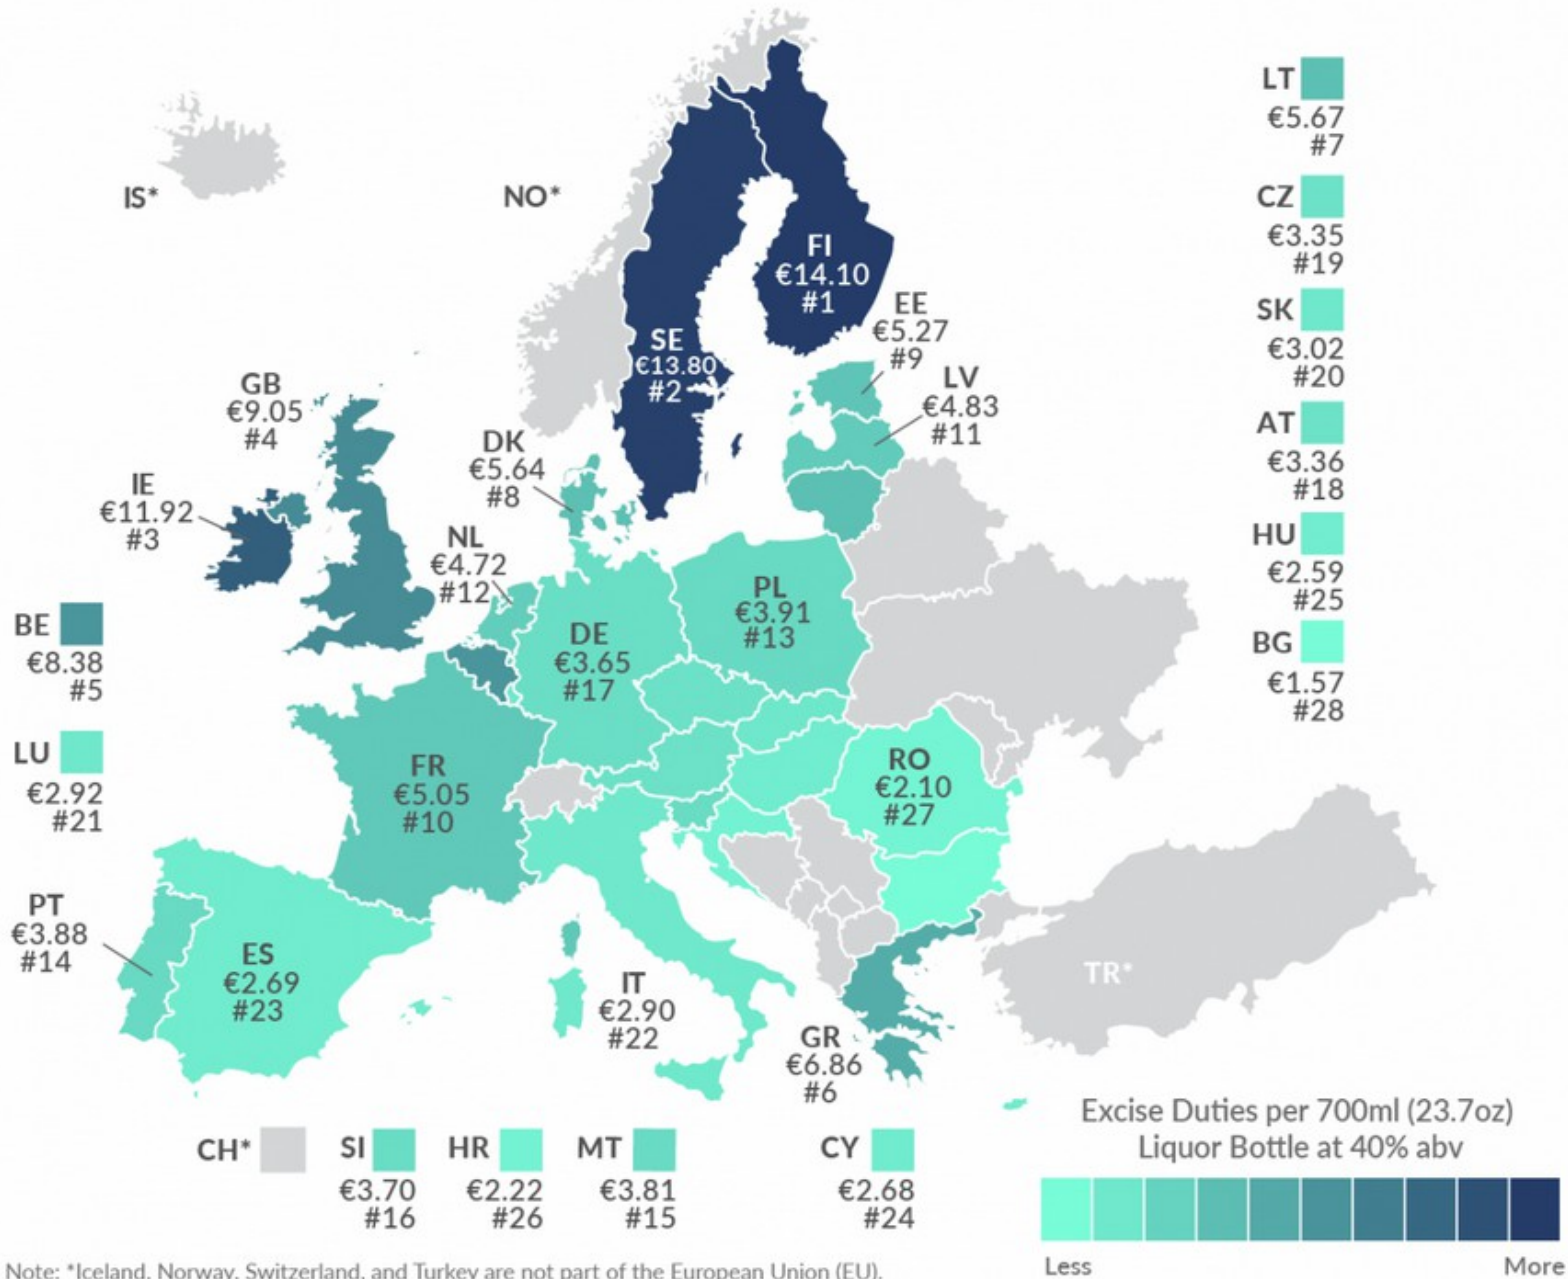 IS*
NO*
FI
€14.10
#1
SE
€13.80
#2
EE
€5.27
#9
LV
€4.83
#11
GB
€9.05
#4
DK
€5.64
#8
IE
€11.92
#3
NL
€4.72
#12
PL
€3.91
#13
DE
€3.65
#17
BE
€8.38
#5
LU
€2.92
#21
FR
€5.05
#10
RO
€2.10
#27
PT
€3.88
#14
ES
€2.69
#23
IT
€2.90
#22
GR
€6.86
#6
TR*
LT
€5.67
#7
CZ
€3.35
#19
SK
€3.02
#20
AT
€3.36
#18
HU
€2.59
#25
BG
€1.57
#28
CH*
SI
€3.70
#16
HR
€2.22
#26
MT
€3.81
#15
CY
€2.68
#24
Excise Duties per 700ml (23.7oz)
Liquor Bottle at 40% abv
Less
More
Note: *Iceland, Norway, Switzerland, and Turkey are not part of the European Union (EU).